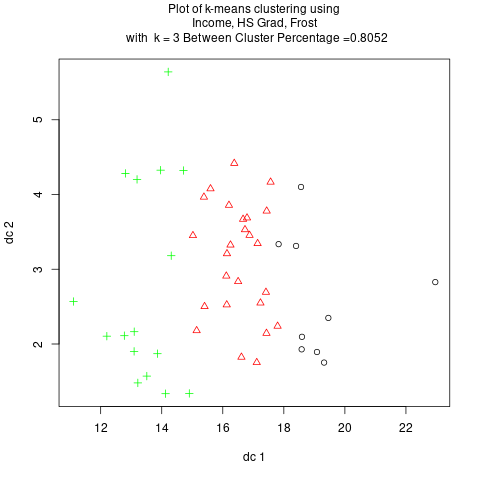 Plot of k-means clustering using
Income, HS Grad, Frost
with k = 3 Between Cluster Percentage =0.8052
5
4
3
2
dc 2
12 14 16 18 20 22
dc 1